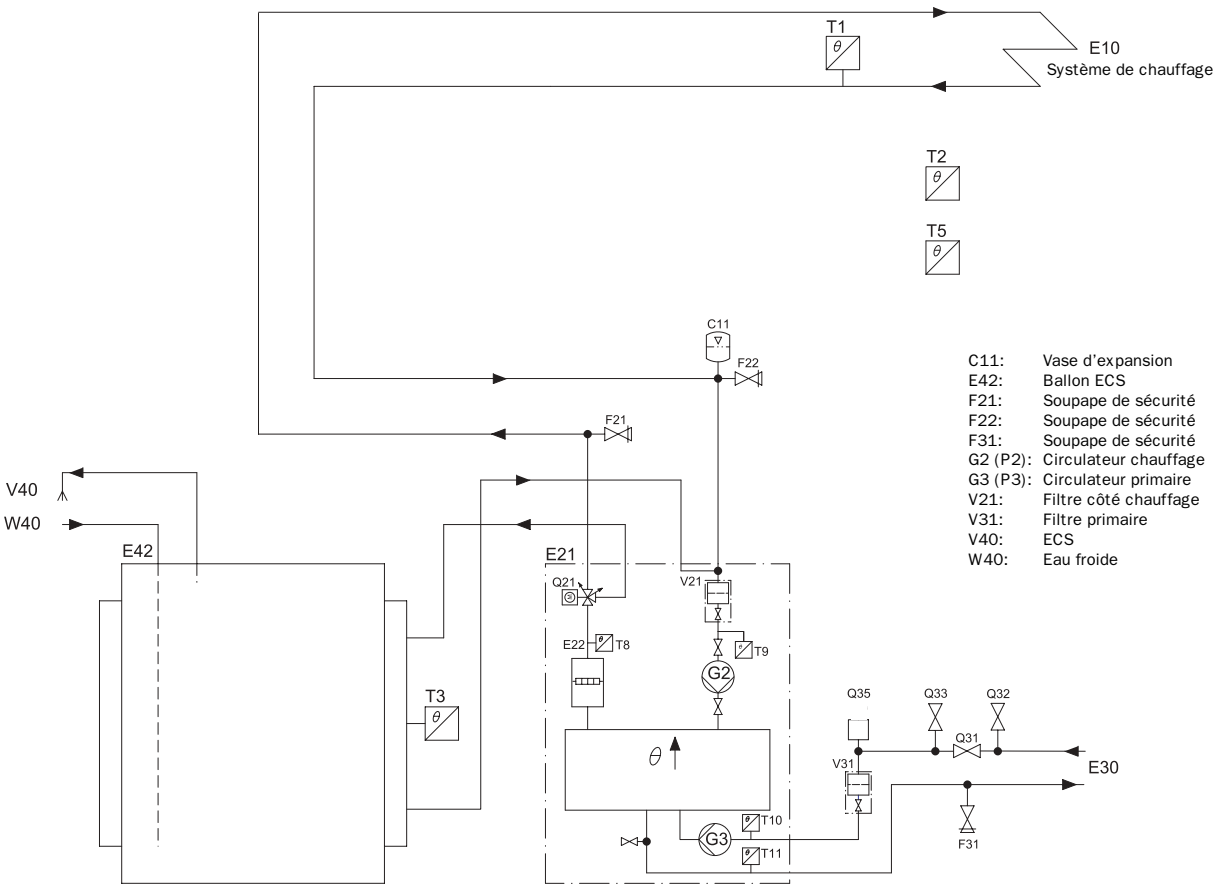 T1
θ
E10
Système de chauffage
T2
θ
T5
θ
C11
F22
F21
C11: Vase d'expansion
E42: Ballon ECS
F21: Soupape de sécurité
F22: Soupape de sécurité
F31: Soupape de sécurité
G2 (P2): Circulateur chauffage
G3 (P3): Circulateur primaire
V21: Filtre côté chauffage
V31: Filtre primaire
V40: ECS
W40: Eau froide
V40
W40
E42
E21
Q21
M
V21
E22
θ
T8
θ
T9
G2
T3
θ
Q35
Q33
Q32
Q31
θ
V31
E30
θ
T10
G3
θ
T11
F31